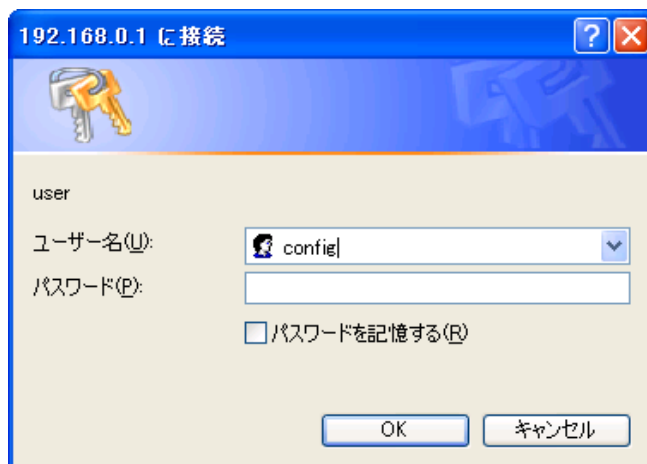 192.168.0.1 に接続
user
ユーザー名(U):
config
パスワード(P):
パスワードを記憶する(R)
OK
キャンセル